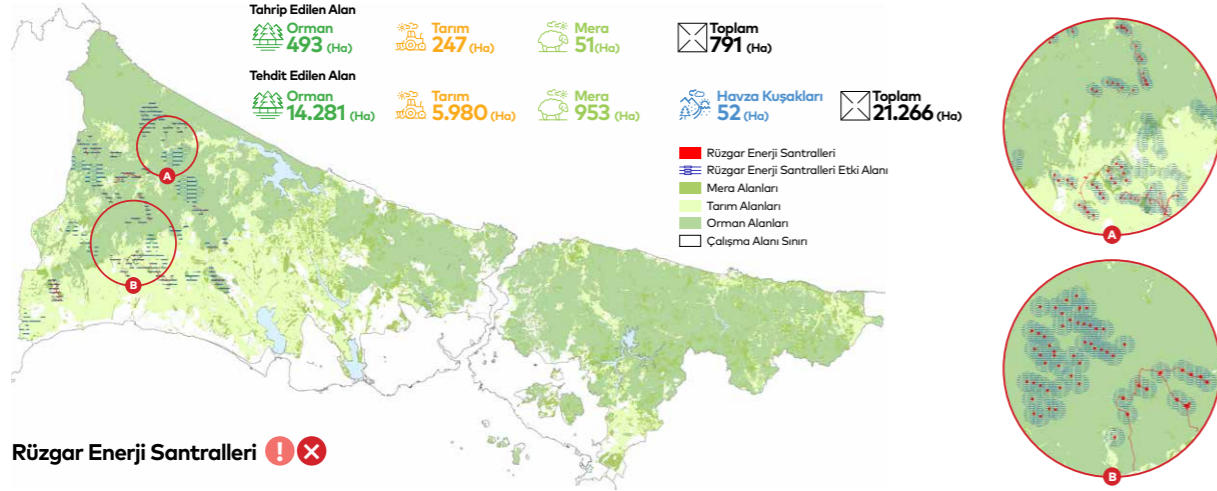 Tahrip Edilen Alan
Orman
493 (Ha)
Tarım
247 (Ha)
Mera
51(Ha)
Toplam
791 (Ha)
Tehdit Edilen Alan
Orman
14.281 (Ha)
Tarım
5.980 (Ha)
Mera
953 (Ha)
Havza Kuşakları
52 (Ha)
Toplam
21.266 (Ha)
Rüzgar Enerji Santralleri
Rüzgar Enerji Santralleri Etki Alanı
Mera Alanları
Tarım Alanları
Orman Alanları
Çalışma Alanı Sınırı
A
B
A
B
Rüzgar Enerji Santralleri